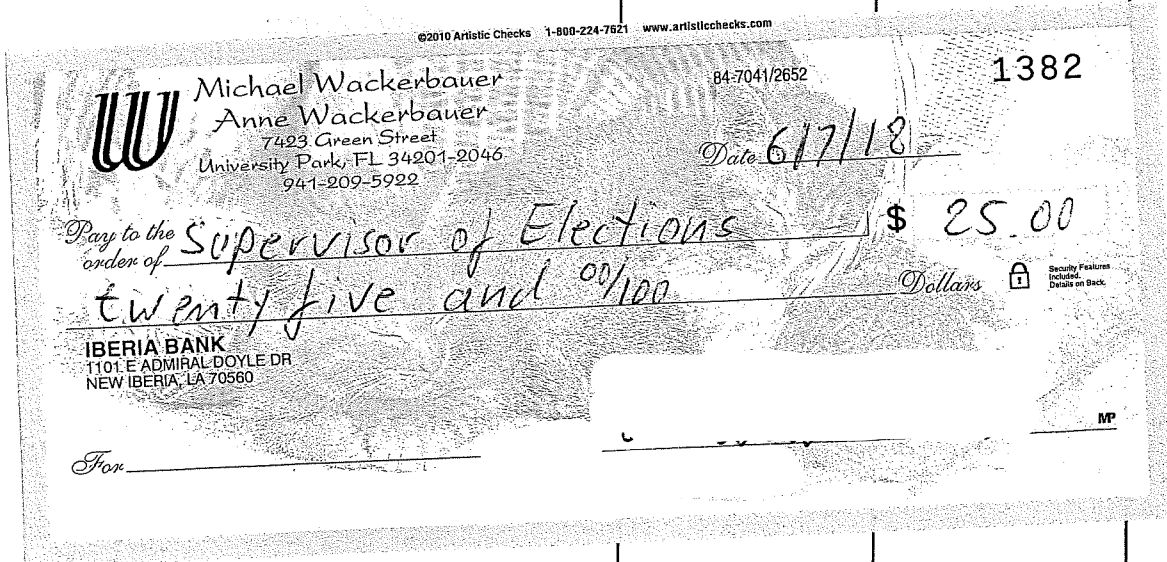 ©2010 Artistic Checks 1-800-224-7621 www.artisticchecks.com
W
Michael Wackerbauer
Anne Wackerbauer
7423 Green Street
University Park, FL 34201-2046
941-209-5922
84-7041/2652
1382
Date 6/7/18
Pay to the order of Supervisor of Elections $ 25.00
twenty five and 00/100 Dollars
Security Features Included. Details on Back.
IBERIA BANK
1101 E ADMIRAL DOYLE DR
NEW IBERIA, LA 70560
For
MP